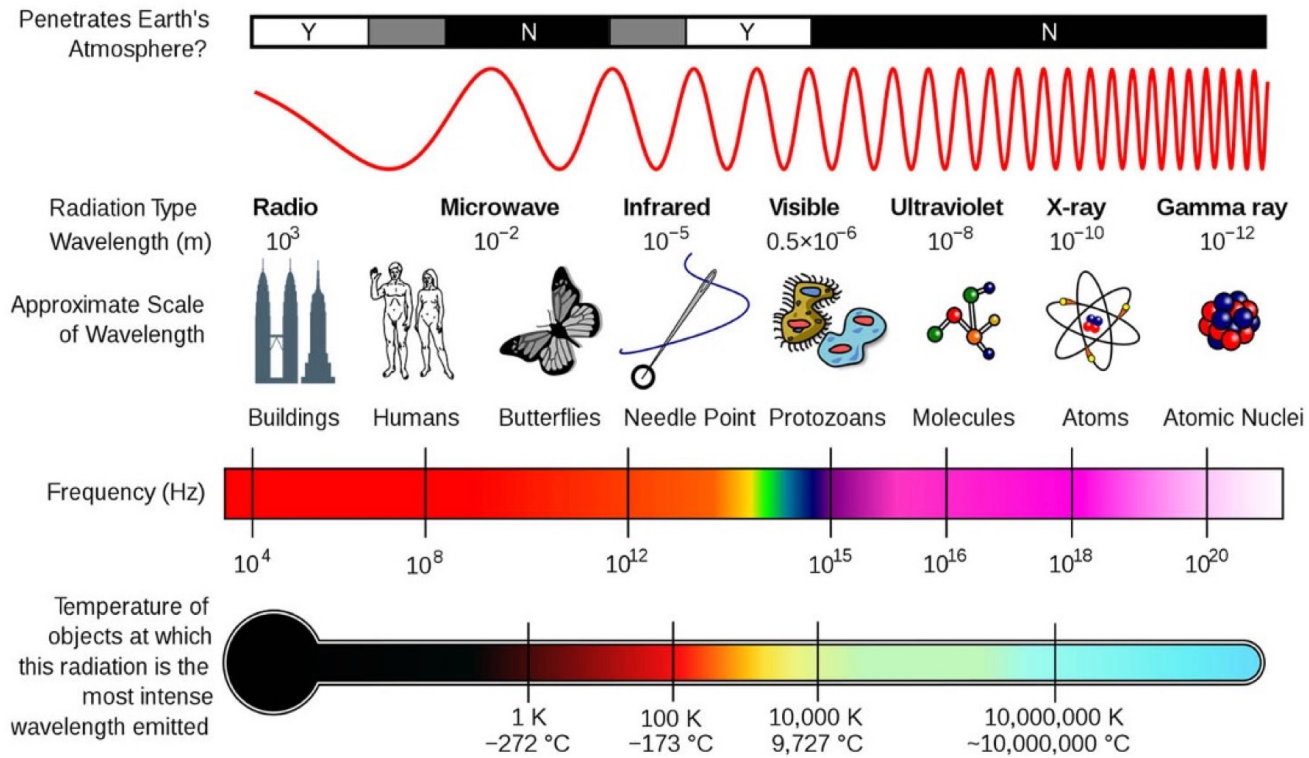 Penetrates Earth's
Atmosphere?
Y N Y N
Radiation Type
Radio Microwave Infrared Visible Ultraviolet X-ray Gamma ray
Wavelength (m)
10³ 10⁻² 10⁻⁵ 0.5×10⁻⁶ 10⁻⁸ 10⁻¹⁰ 10⁻¹²
Approximate Scale
of Wavelength
Buildings Humans Butterflies Needle Point Protozoans Molecules Atoms Atomic Nuclei
Frequency (Hz)
10⁴ 10⁸ 10¹² 10¹⁵ 10¹⁶ 10¹⁸ 10²⁰
Temperature of
objects at which
this radiation is the
most intense
wavelength emitted
1 K 100 K 10,000 K 10,000,000 K
−272 °C −173 °C 9,727 °C ~10,000,000 °C